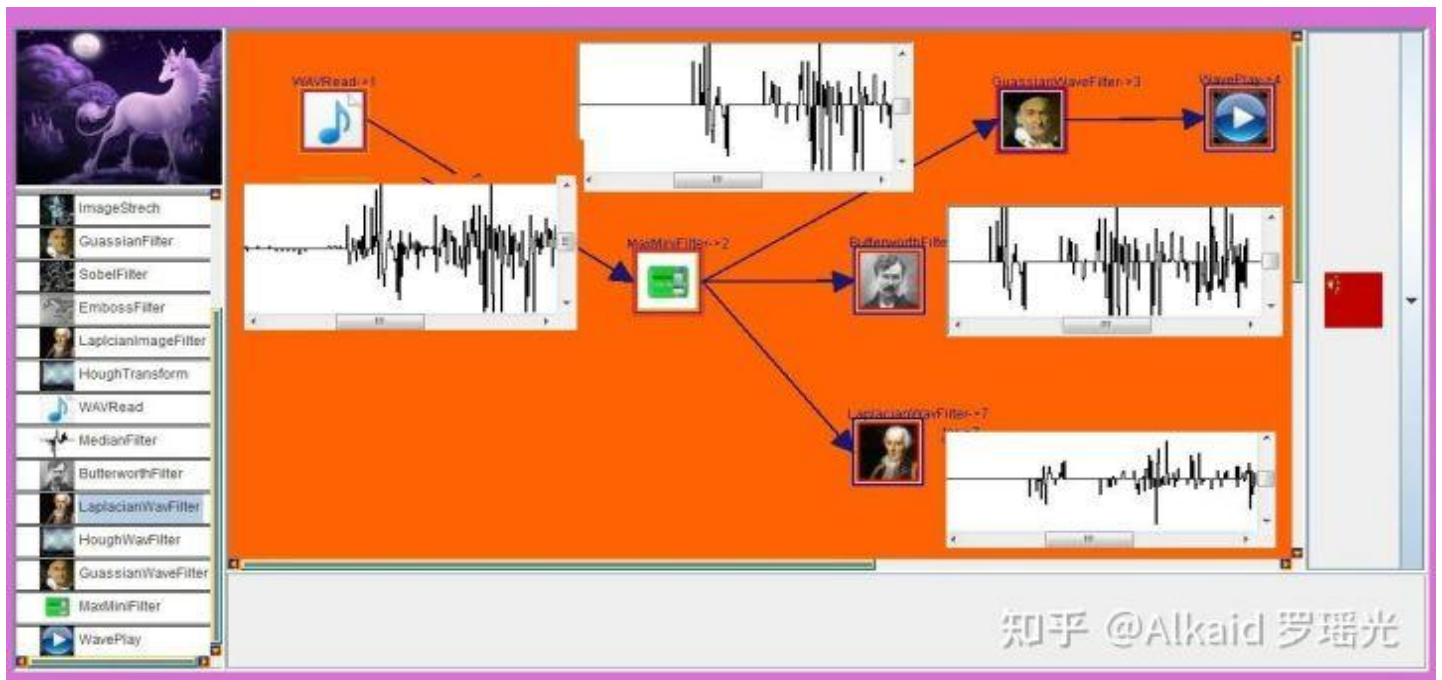 ImageStrech
GuassianFilter
SobelFilter
EmbossFilter
LaplcianImageFilter
HoughTransform
WAVRead
MedianFilter
ButterworthFilter
LaplacianWavFilter
HoughWavFilter
GuassianWaveFilter
MaxMiniFilter
WavePlay
WAVRead->1
MaxMiniFilter->2
GuassianWaveFilter->3
WavePlay->4
ButterworthFilte
LaplacianWavFilter->7
知乎 @Alkaid 罗瑶光